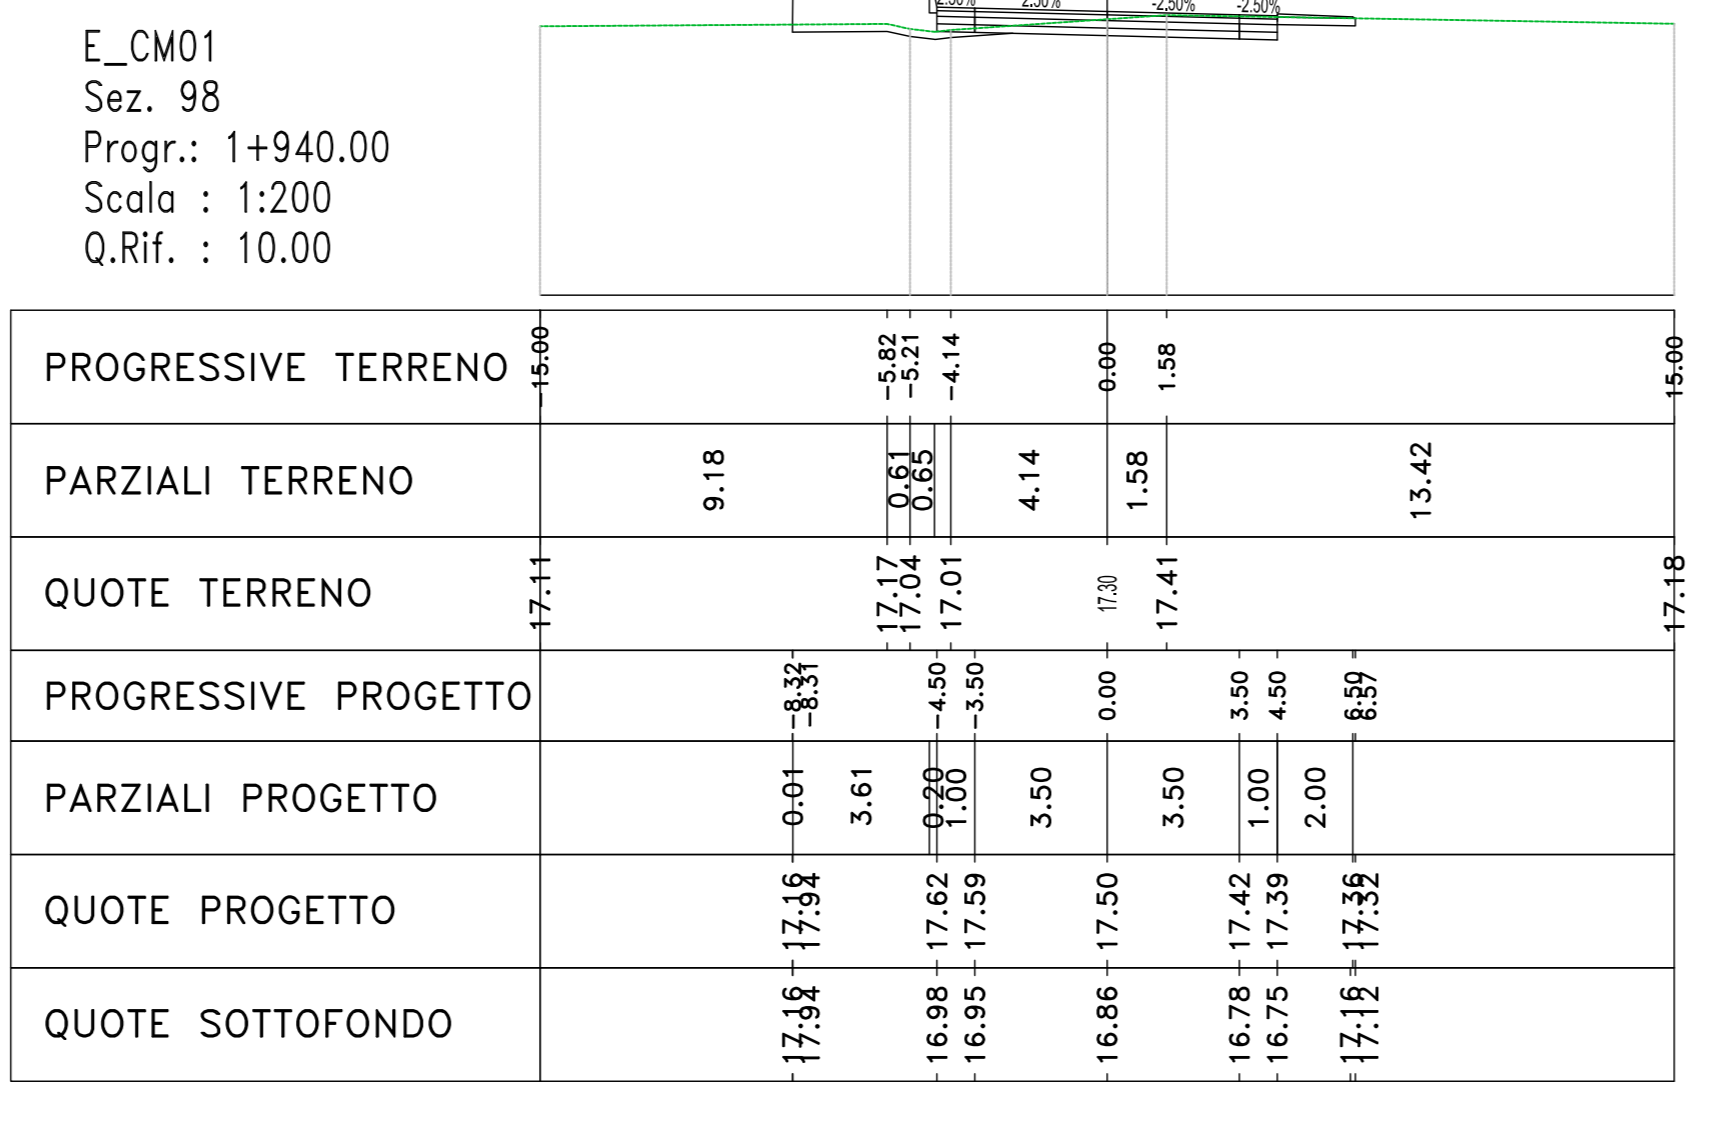 2.50% 2.50% -2.50% -2.50%
E_CM01
Sez. 98
Progr.: 1+940.00
Scala : 1:200
Q.Rif. : 10.00
PROGRESSIVE TERRENO -15.00 -5.82 -5.21 -4.14 0.00 1.58 15.00
PARZIALI TERRENO 9.18 0.61 0.65 4.14 1.58 13.42
QUOTE TERRENO 17.11 17.17 17.04 17.01 17.30 17.41 17.18
PROGRESSIVE PROGETTO -8.32 -8.31 -4.50 -3.50 0.00 3.50 4.50 6.50 6.57
PARZIALI PROGETTO 0.01 3.61 0.20 1.00 3.50 3.50 1.00 2.00
QUOTE PROGETTO 17.16 17.94 17.62 17.59 17.50 17.42 17.39 17.36 17.32
QUOTE SOTTOFONDO 17.16 17.94 16.98 16.95 16.86 16.78 16.75 17.16 17.12